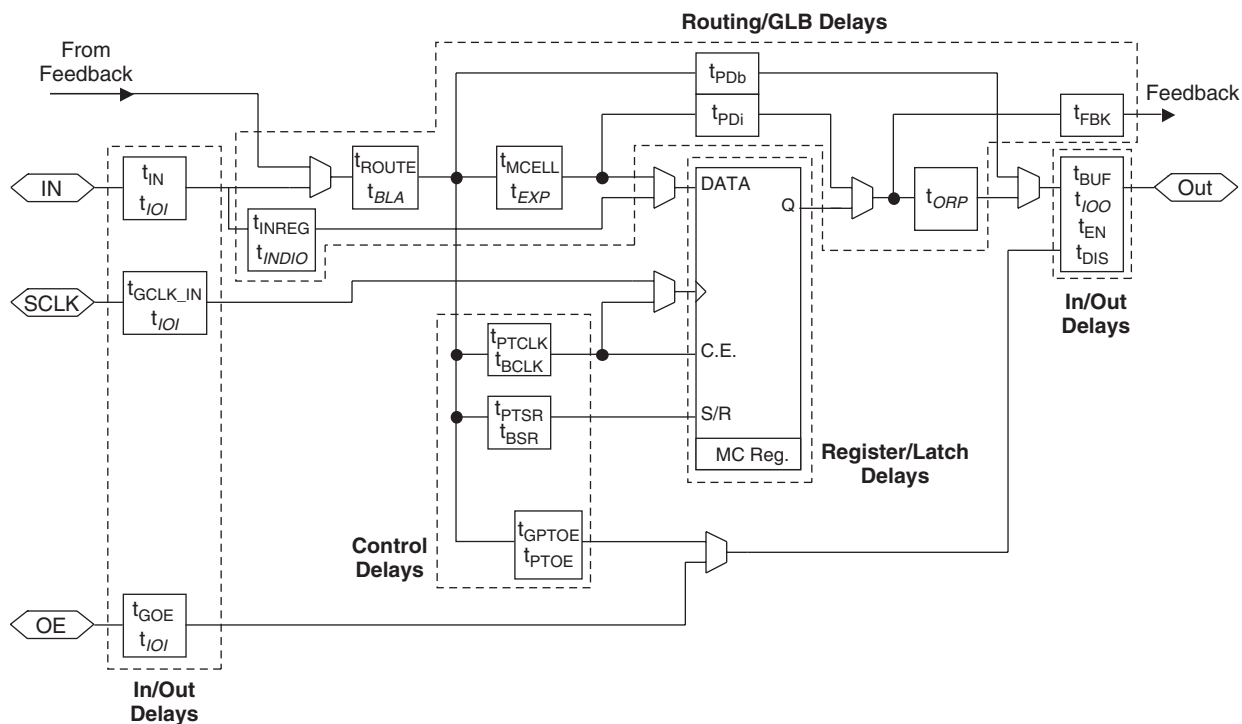 Routing/GLB Delays
From
Feedback
tPDb
tPDi
tFBK
Feedback
IN
tIN
tIOI
tROUTE
tBLA
tMCELL
tEXP
tINREG
tINDIO
DATA
Q
tORP
tBUF
tIOO
tEN
tDIS
Out
In/Out
Delays
SCLK
tGCLK_IN
tIOI
tPTCLK
tBCLK
C.E.
tPTSR
tBSR
S/R
MC Reg.
Register/Latch
Delays
Control
Delays
tGPTOE
tPTOE
OE
tGOE
tIOI
In/Out
Delays